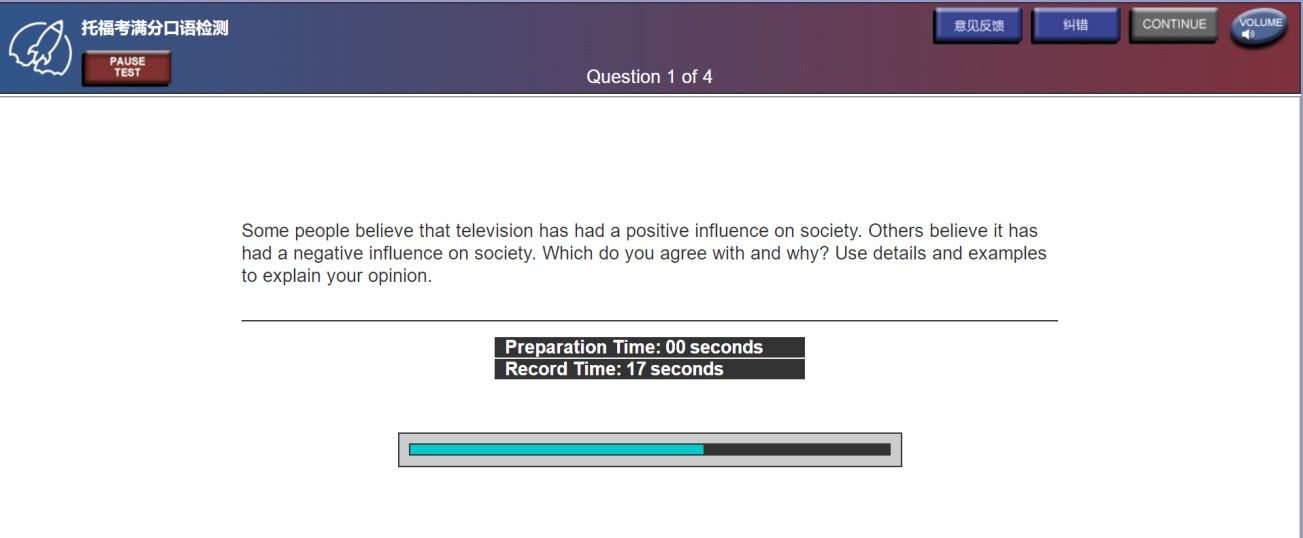 托福考满分口语检测
意见反馈
纠错
CONTINUE
VOLUME
PAUSE
TEST
Question 1 of 4
Some people believe that television has had a positive influence on society. Others believe it has
had a negative influence on society. Which do you agree with and why? Use details and examples
to explain your opinion.
Preparation Time: 00 seconds
Record Time: 17 seconds